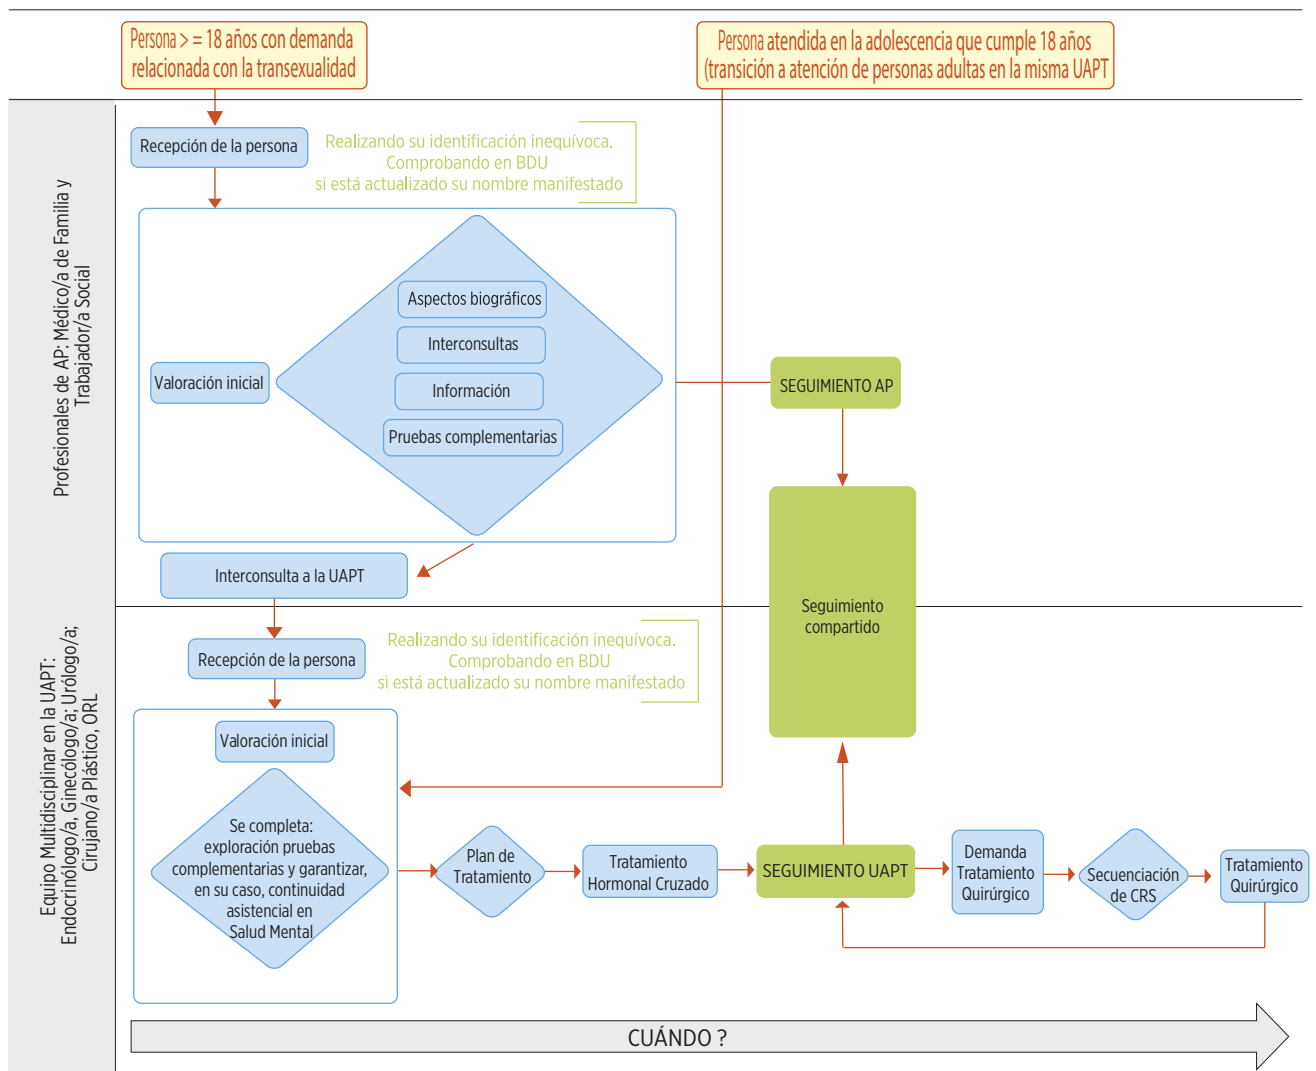 Persona > = 18 años con demanda
relacionada con la transexualidad
Persona atendida en la adolescencia que cumple 18 años
(transición a atención de personas adultas en la misma UAPT
Profesionales de AP: Médico/a de Familia y
Trabajador/a Social
Recepción de la persona
Realizando su identificación inequívoca.
Comprobando en BDU
si está actualizado su nombre manifestado
Valoración inicial
Aspectos biográficos
Interconsultas
Información
Pruebas complementarias
SEGUIMIENTO AP
Interconsulta a la UAPT
Seguimiento
compartido
Equipo Multidisciplinar en la UAPT:
Endocrinólogo/a, Ginecólogo/a; Urólogo/a;
Cirujano/a Plástico, ORL
Recepción de la persona
Realizando su identificación inequívoca.
Comprobando en BDU
si está actualizado su nombre manifestado
Valoración inicial
Se completa:
exploración pruebas
complementarias y garantizar,
en su caso, continuidad
asistencial en
Salud Mental
Plan de
Tratamiento
Tratamiento
Hormonal Cruzado
SEGUIMIENTO UAPT
Demanda
Tratamiento
Quirúrgico
Secuenciación
de CRS
Tratamiento
Quirúrgico
CUÁNDO ?